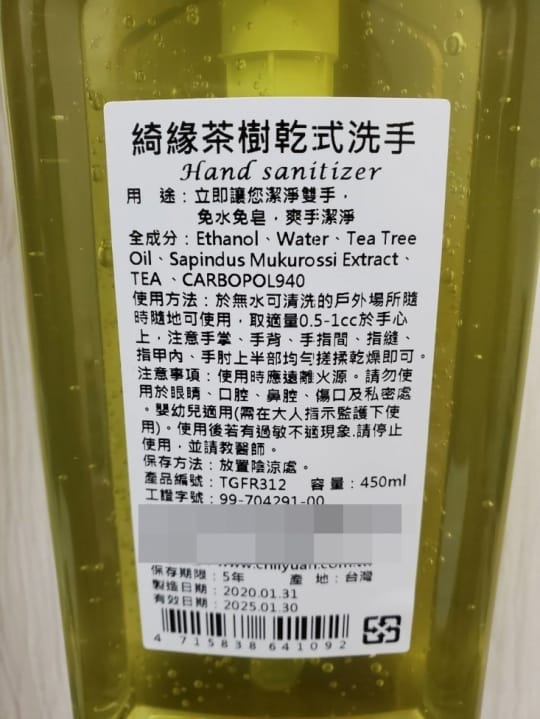 綺緣茶樹乾式洗手
Hand sanitizer
用　途：立即讓您潔淨雙手，
免水免皂，爽手潔淨
全成分：Ethanol、Water、Tea Tree
Oil、Sapindus Mukurossi Extract、
TEA、CARBOPOL940
使用方法：於無水可清洗的戶外場所隨
時隨地可使用，取適量0.5-1cc於手心
上，注意手掌、手背、手指間、指縫、
指甲內、手肘上半部均勻搓揉乾燥即可。
注意事項：使用時應遠離火源。請勿使
用於眼睛、口腔、鼻腔、傷口及私密處
。嬰幼兒適用(需在大人指示監護下使
用)。使用後若有過敏不適現象.請停止
使用，並請教醫師。
保存方法：放置陰涼處。
產品編號：TGFR312　容量：450ml
工證字號：99-704291-00
保存期限：5年　產　地：台灣
製造日期：2020.01.31
有效日期：2025.01.30
4 715838 641092